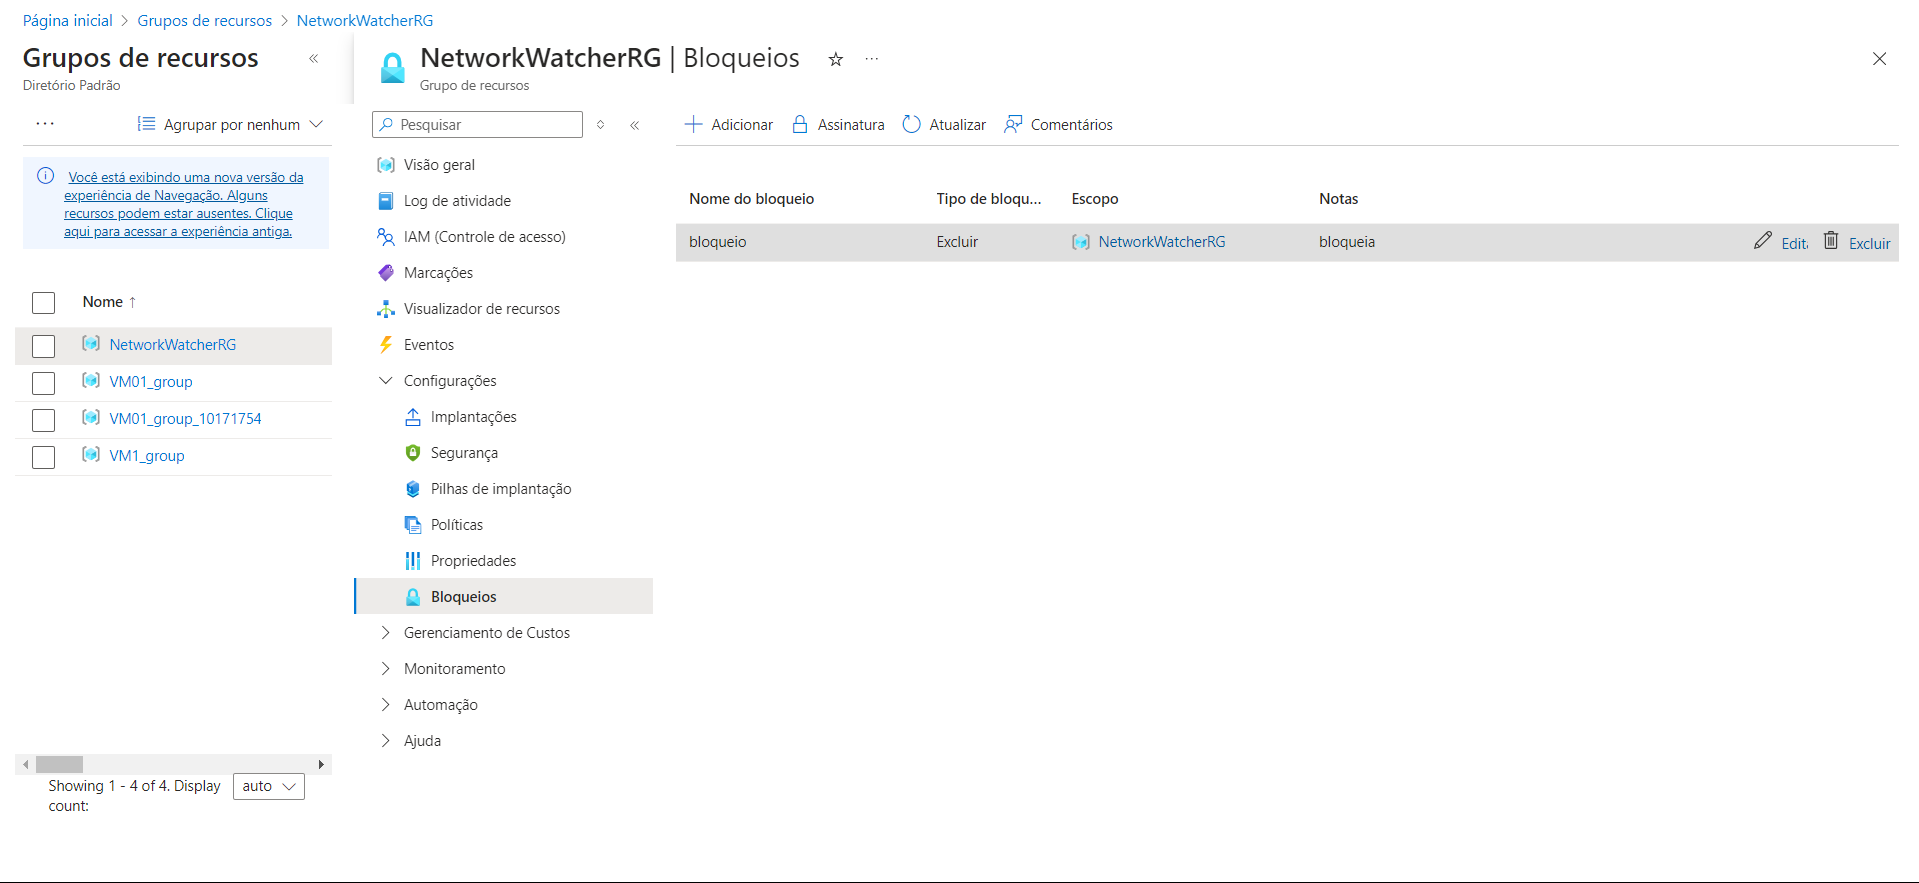 Página inicial > Grupos de recursos > NetworkWatcherRG
Grupos de recursos
Diretório Padrão
Agrupar por nenhum
Você está exibindo uma nova versão da
experiência de Navegação. Alguns
recursos podem estar ausentes. Clique
aqui para acessar a experiência antiga.
Nome ↑
NetworkWatcherRG
VM01_group
VM01_group_10171754
VM1_group
Showing 1 - 4 of 4. Display
count:
auto
NetworkWatcherRG | Bloqueios
Grupo de recursos
Pesquisar
Visão geral
Log de atividade
IAM (Controle de acesso)
Marcações
Visualizador de recursos
Eventos
Configurações
Implantações
Segurança
Pilhas de implantação
Políticas
Propriedades
Bloqueios
Gerenciamento de Custos
Monitoramento
Automação
Ajuda
Adicionar Assinatura Atualizar Comentários
Nome do bloqueio Tipo de bloqu... Escopo Notas
bloqueio Excluir NetworkWatcherRG bloqueia Edit Excluir